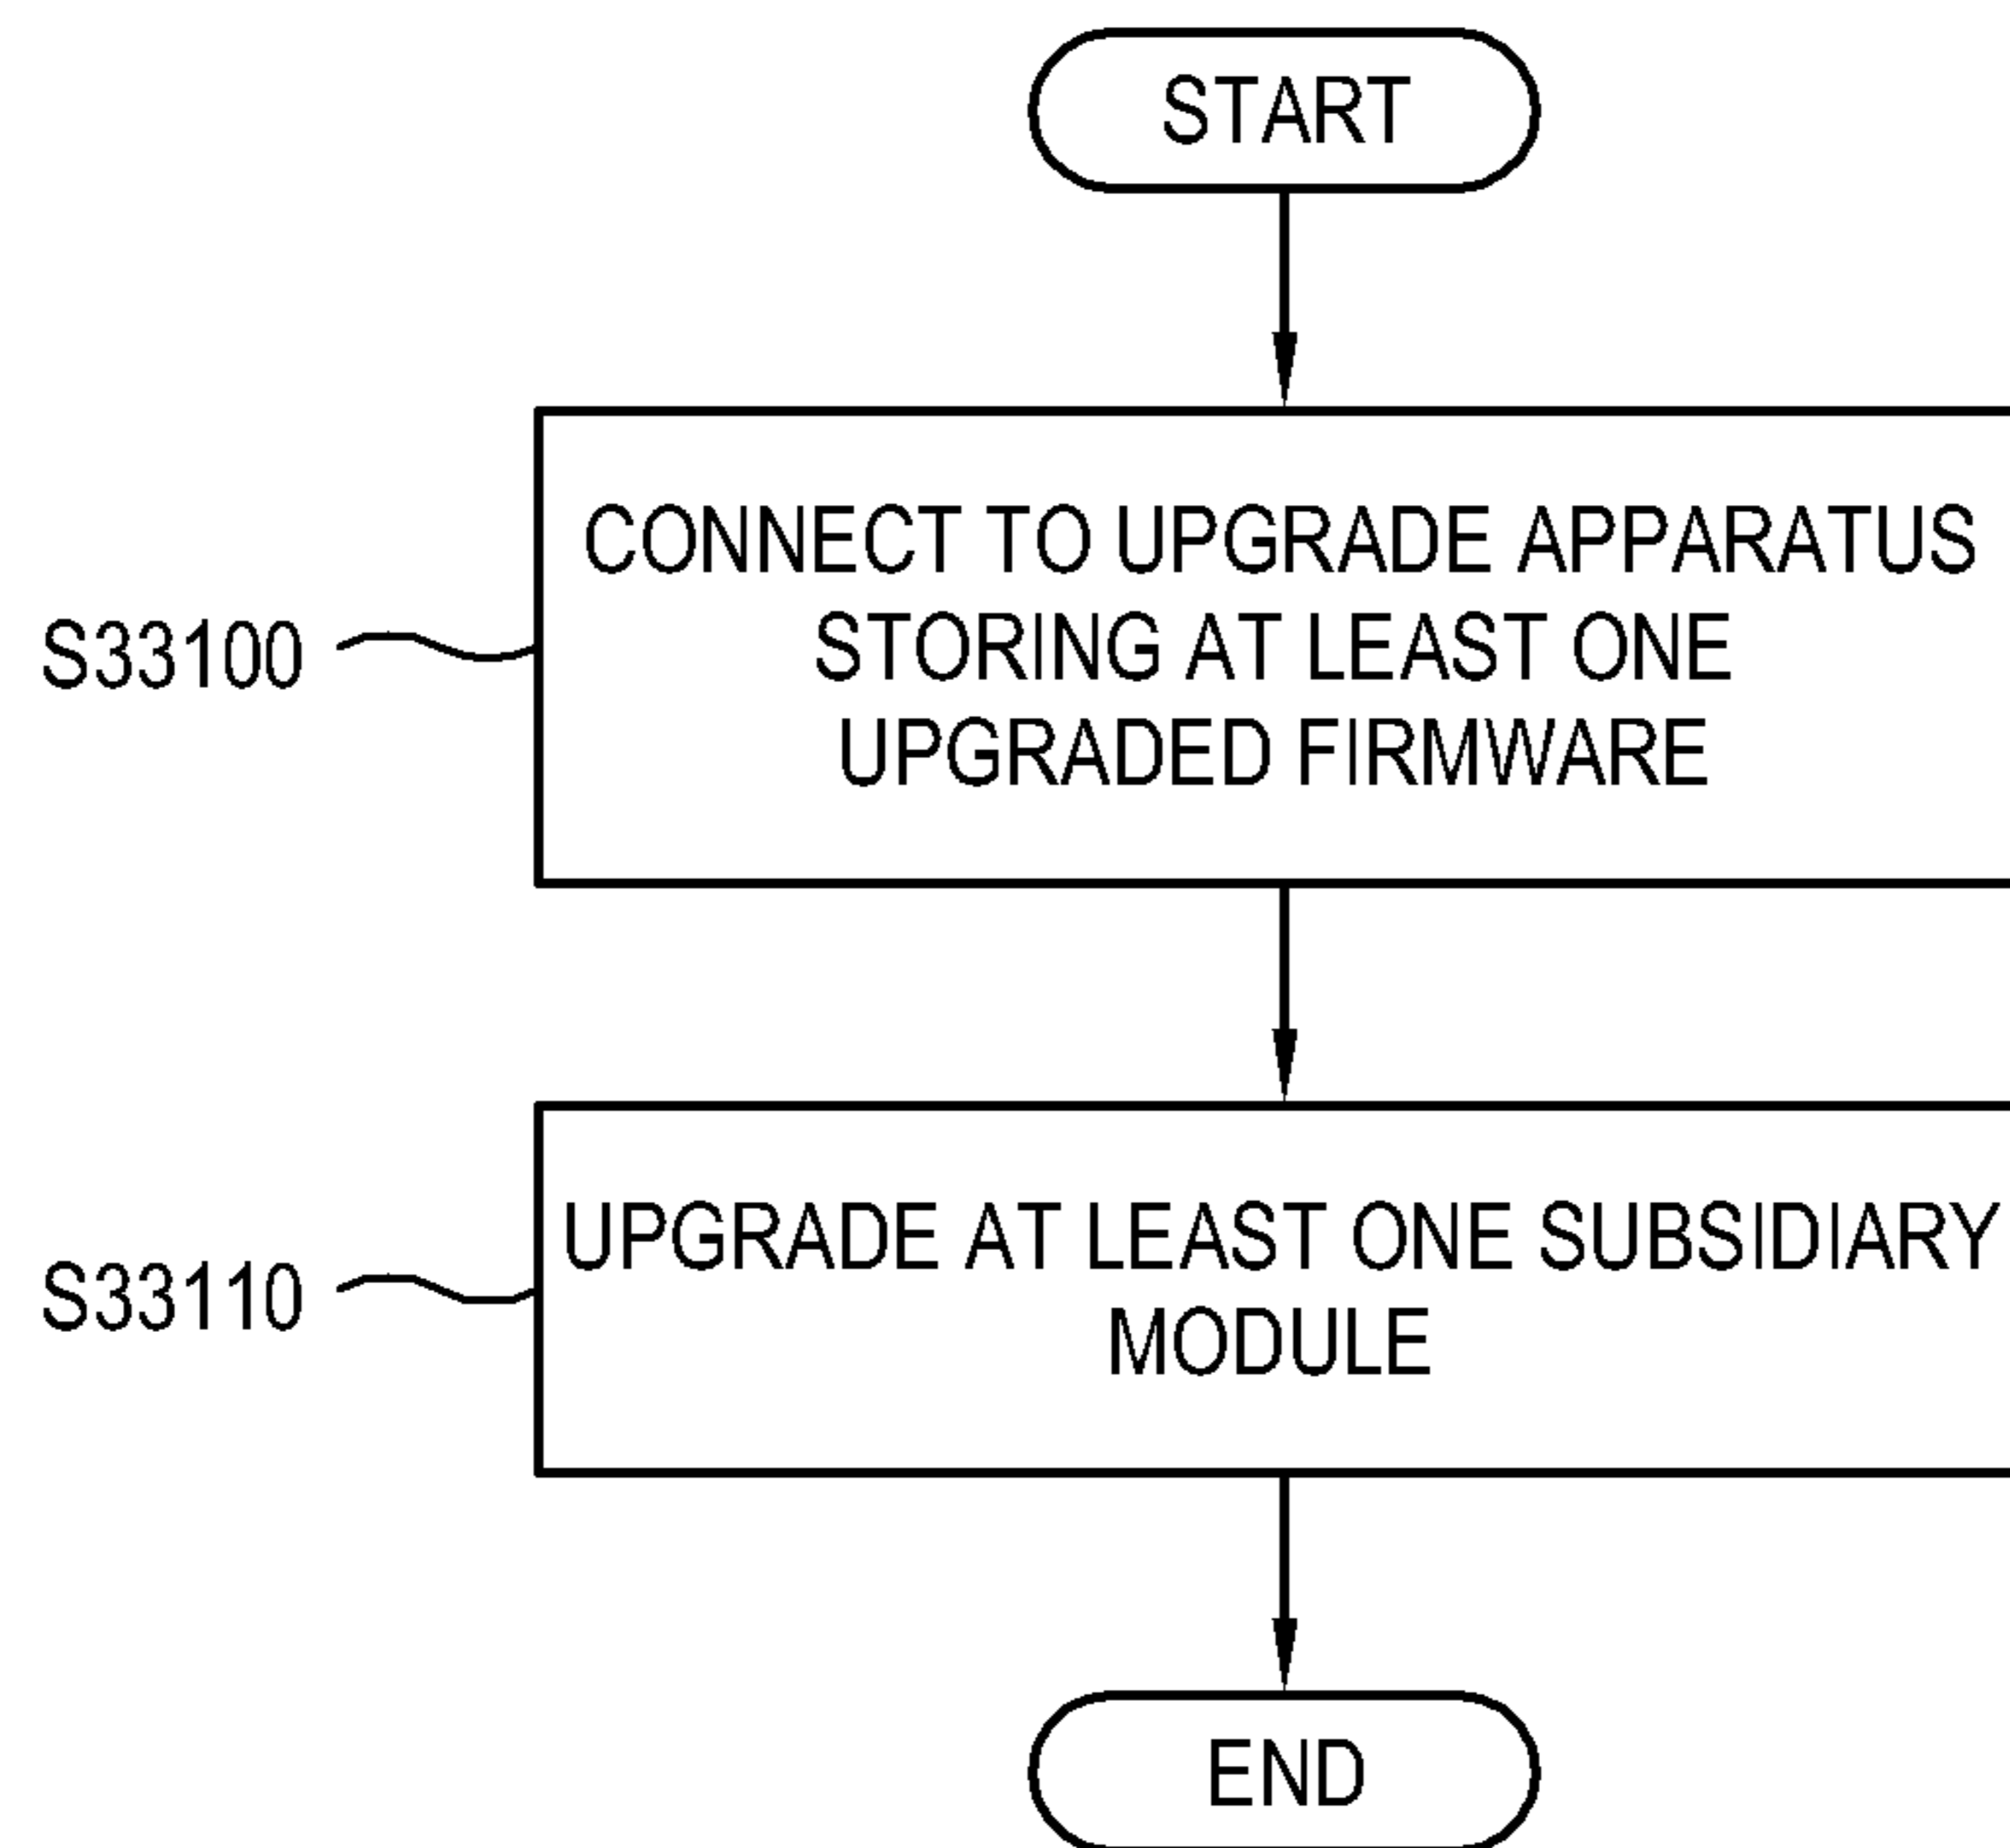 START
CONNECT TO UPGRADE APPARATUS
STORING AT LEAST ONE
UPGRADED FIRMWARE
S33100
UPGRADE AT LEAST ONE SUBSIDIARY
MODULE
S33110
END